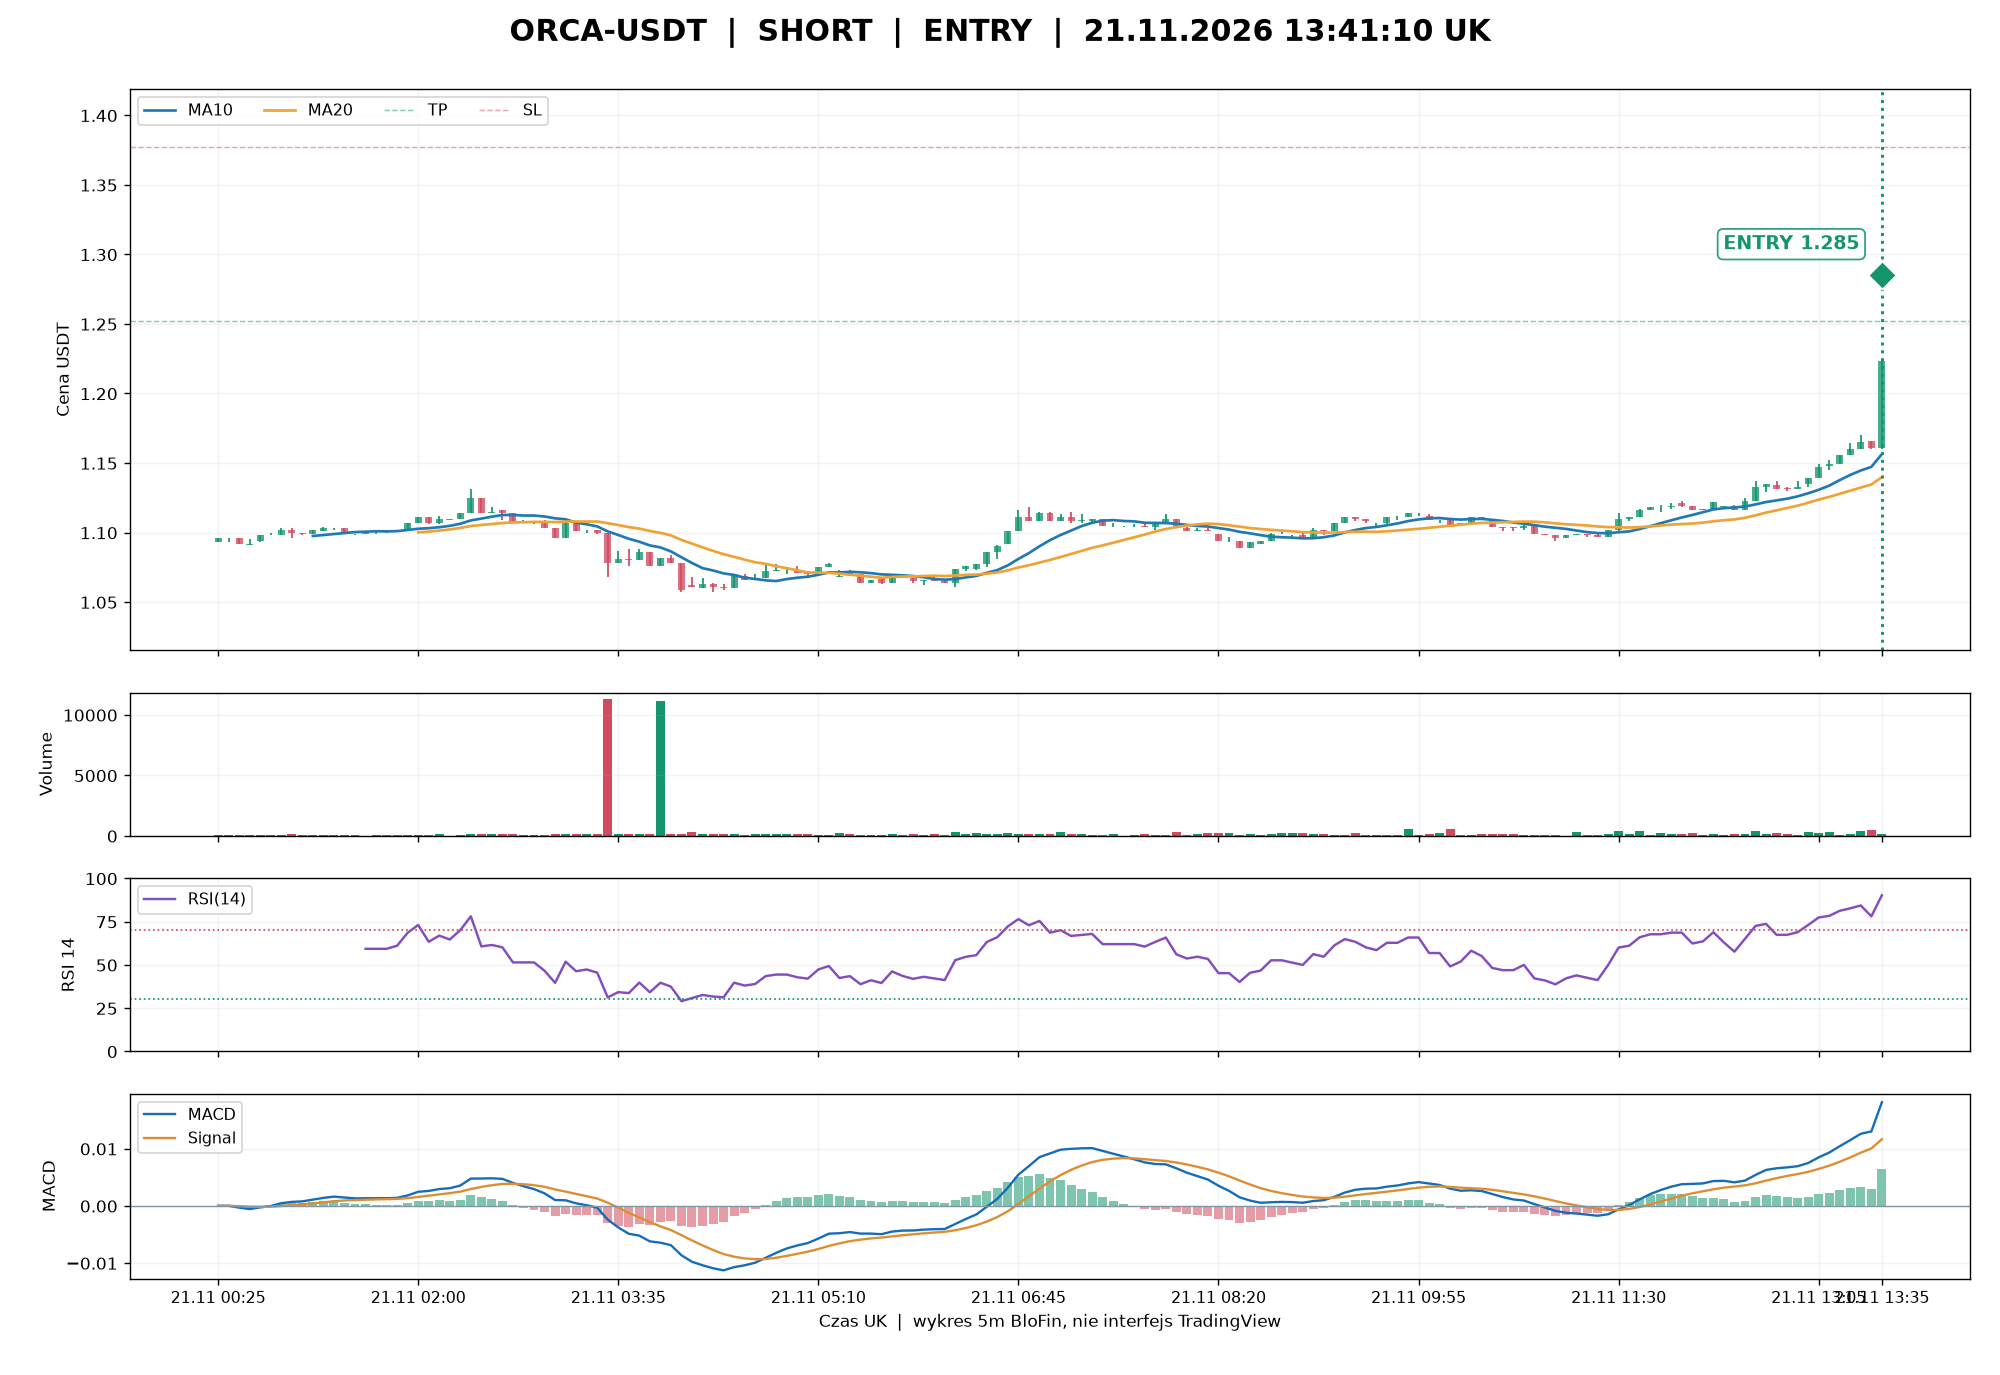 ORCA-USDT | SHORT | ENTRY | 21.11.2026 13:41:10 UK
MA10 MA20 TP SL
1.40
1.35
1.30
1.25
1.20
1.15
1.10
1.05
Cena USDT
ENTRY 1.285
10000
5000
0
Volume
RSI(14)
100
75
50
25
0
RSI 14
MACD
Signal
0.01
0.00
−0.01
MACD
21.11 00:25 21.11 02:00 21.11 03:35 21.11 05:10 21.11 06:45 21.11 08:20 21.11 09:55 21.11 11:30 21.11 13:05 21.11 13:35
Czas UK | wykres 5m BloFin, nie interfejs TradingView